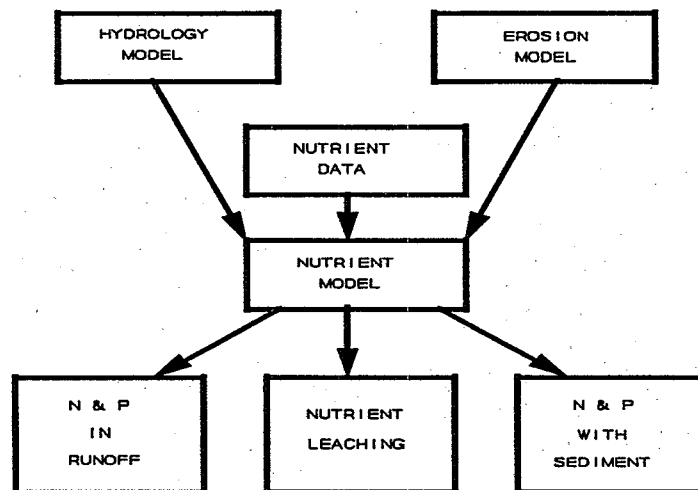 HYDROLOGY
MODEL
EROSION
MODEL
NUTRIENT
DATA
NUTRIENT
MODEL
N & P
IN
RUNOFF
NUTRIENT
LEACHING
N & P
WITH
SEDIMENT